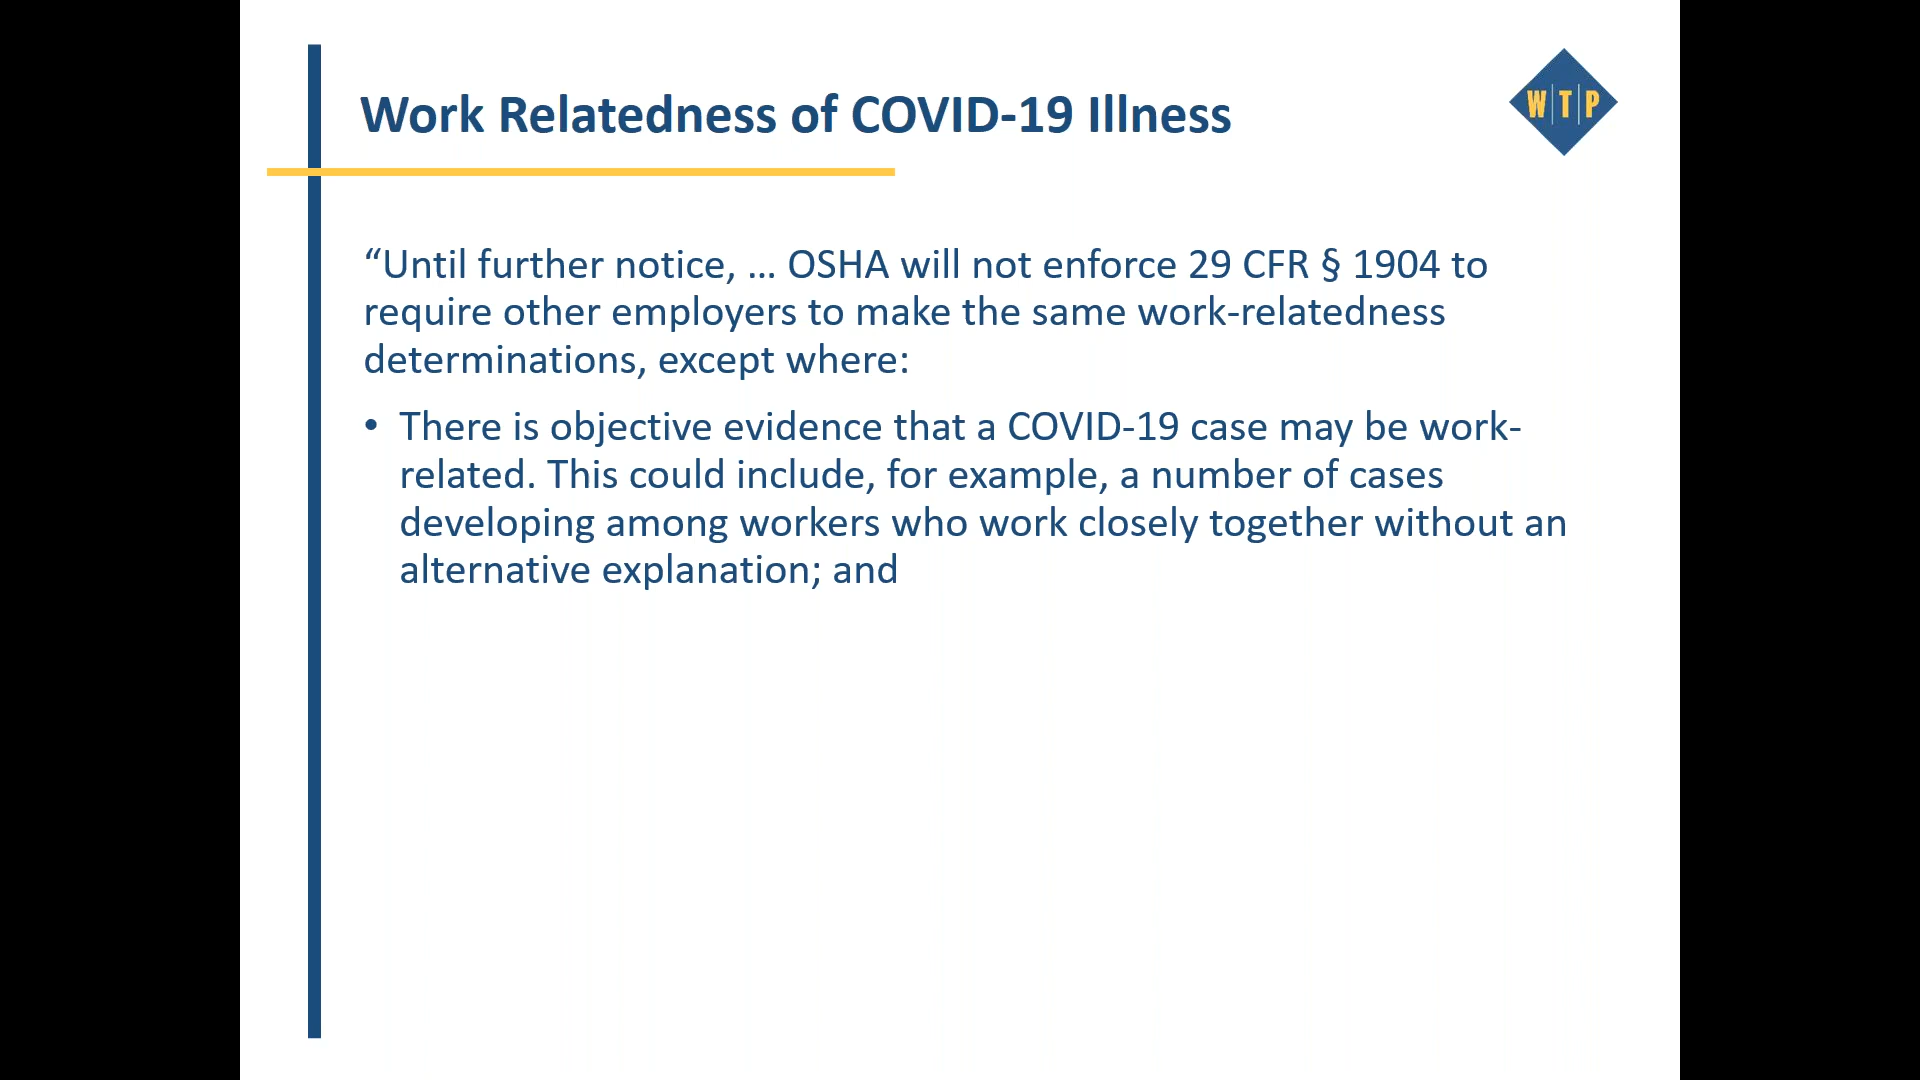 Work Relatedness of COVID-19 Illness
W|T|P
“Until further notice, … OSHA will not enforce 29 CFR § 1904 to
require other employers to make the same work-relatedness
determinations, except where:
• There is objective evidence that a COVID-19 case may be work-
related. This could include, for example, a number of cases
developing among workers who work closely together without an
alternative explanation; and